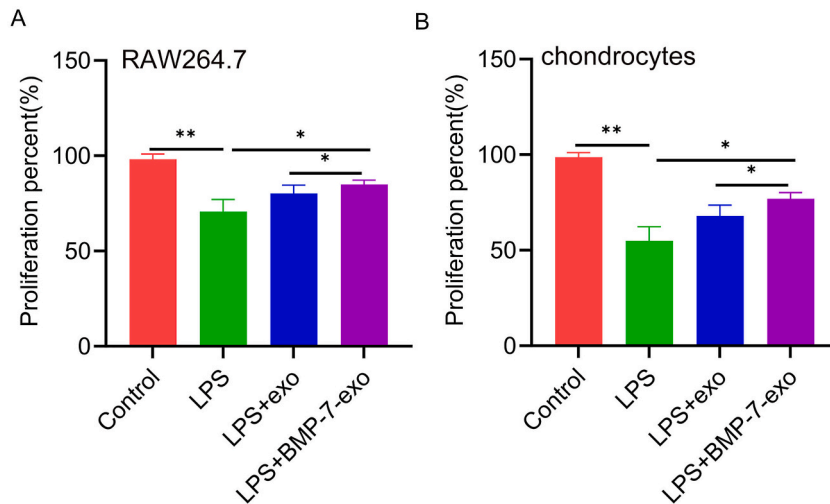 A
RAW264.7
Proliferation percent(%)
150
100
50
0
**
*
*
Control
LPS
LPS+exo
LPS+BMP-7-exo
B
chondrocytes
Proliferation percent(%)
150
100
50
0
**
*
*
Control
LPS
LPS+exo
LPS+BMP-7-exo